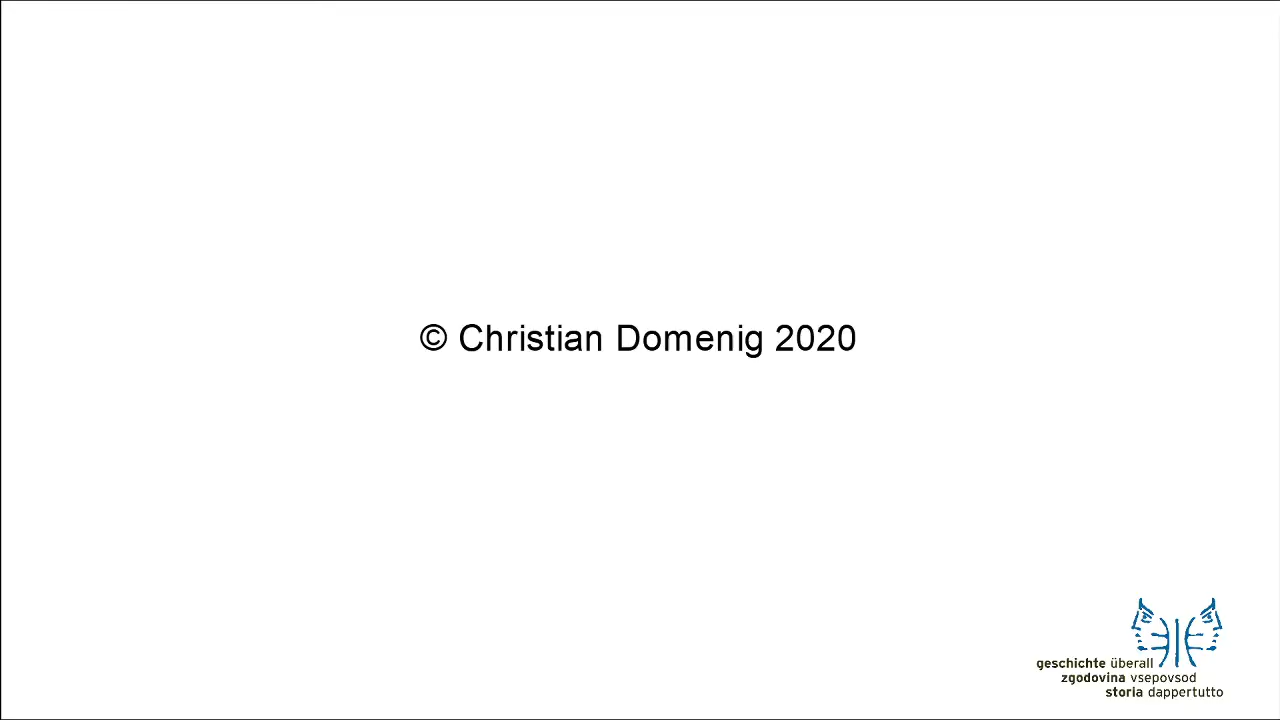 © Christian Domenig 2020
geschichte überall
zgodovina vsepovsod
storia dappertutto